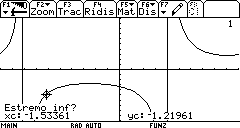 F1 F2 Zoom F3 Trac F4 Ridis F5 Mat F6 Dis F7 F8
1
Estremo inf?
xc: -1.53361 yc: -1.21961
MAIN RAD AUTO FUNZ